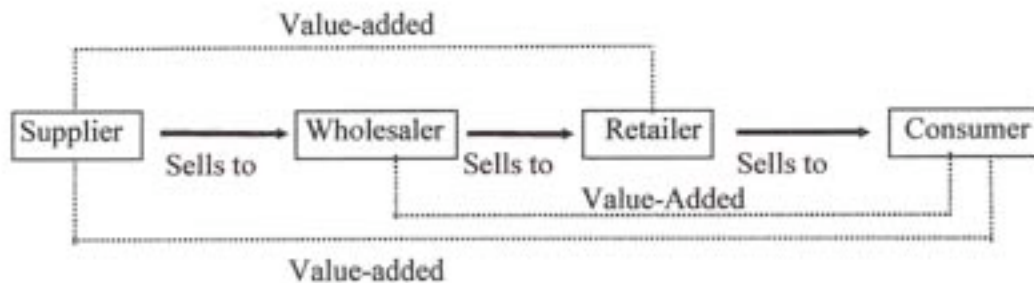 Value-added
Supplier
Wholesaler
Retailer
Consumer
Sells to
Sells to
Sells to
Value-Added
Value-added